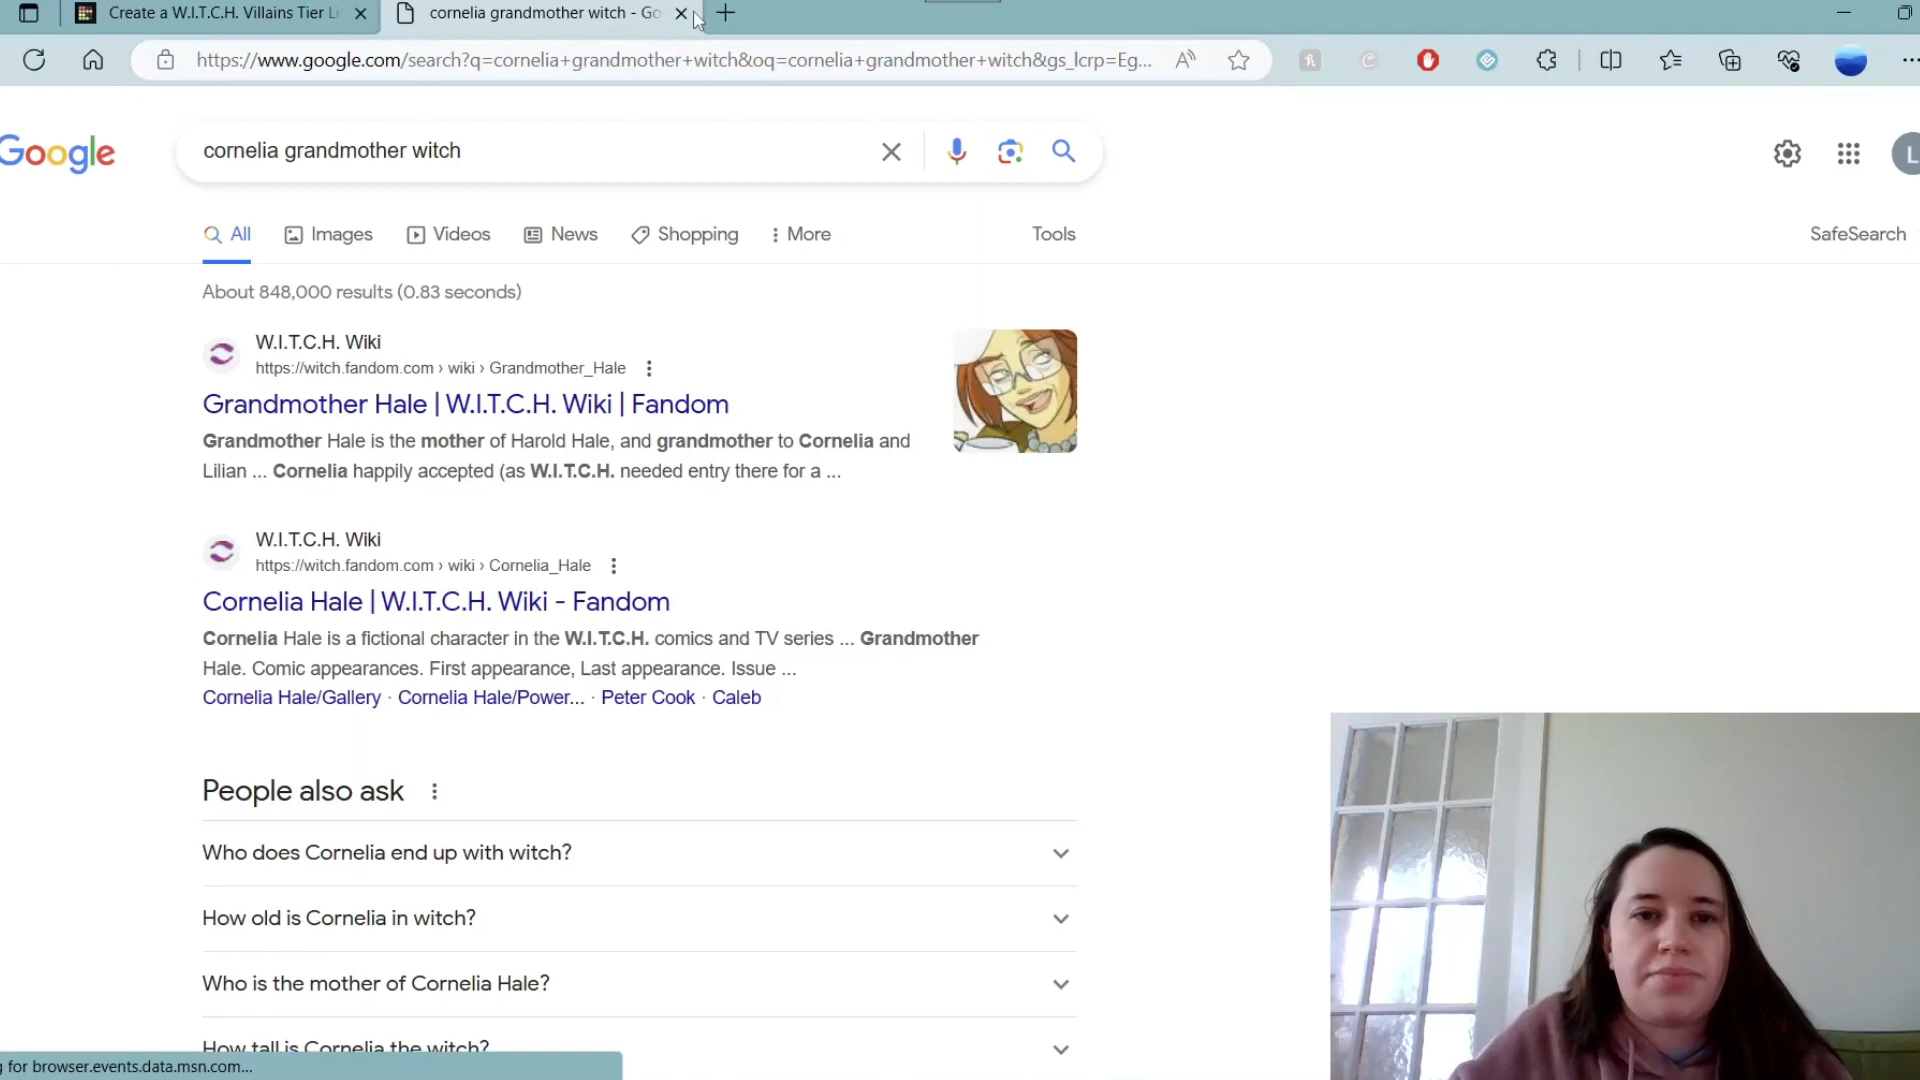 Create a W.I.T.C.H. Villains Tier Li
cornelia grandmother witch - Go
https://www.google.com/search?q=cornelia+grandmother+witch&oq=cornelia+grandmother+witch&gs_lcrp=Eg...
Google
cornelia grandmother witch
L
All
Images
Videos
News
Shopping
More
Tools
SafeSearch
About 848,000 results (0.83 seconds)
W.I.T.C.H. Wiki
https://witch.fandom.com › wiki › Grandmother_Hale
Grandmother Hale | W.I.T.C.H. Wiki | Fandom
Grandmother Hale is the mother of Harold Hale, and grandmother to Cornelia and
Lilian ... Cornelia happily accepted (as W.I.T.C.H. needed entry there for a ...
W.I.T.C.H. Wiki
https://witch.fandom.com › wiki › Cornelia_Hale
Cornelia Hale | W.I.T.C.H. Wiki - Fandom
Cornelia Hale is a fictional character in the W.I.T.C.H. comics and TV series ... Grandmother
Hale. Comic appearances. First appearance, Last appearance. Issue ...
Cornelia Hale/Gallery · Cornelia Hale/Power... · Peter Cook · Caleb
People also ask
Who does Cornelia end up with witch?
How old is Cornelia in witch?
Who is the mother of Cornelia Hale?
How tall is Cornelia the witch?
g for browser.events.data.msn.com...